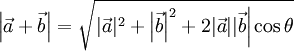 |a⃗ + b⃗| = √(|a⃗|² + |b⃗|² + 2|a⃗||b⃗| cos θ)